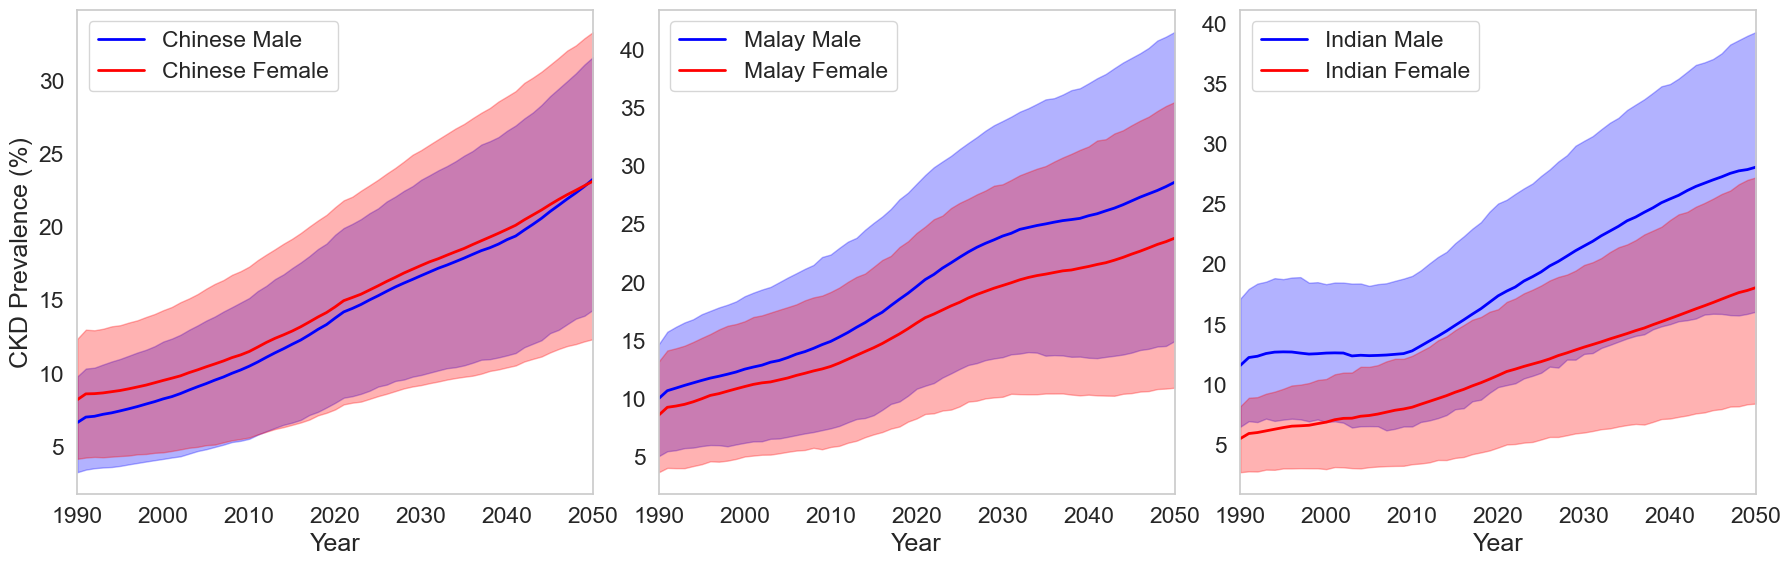 CKD Prevalence (%)
Chinese Male
Chinese Female
30
25
20
15
10
5
1990 2000 2010 2020 2030 2040 2050
Year
Malay Male
Malay Female
40
35
30
25
20
15
10
5
1990 2000 2010 2020 2030 2040 2050
Year
Indian Male
Indian Female
40
35
30
25
20
15
10
5
1990 2000 2010 2020 2030 2040 2050
Year